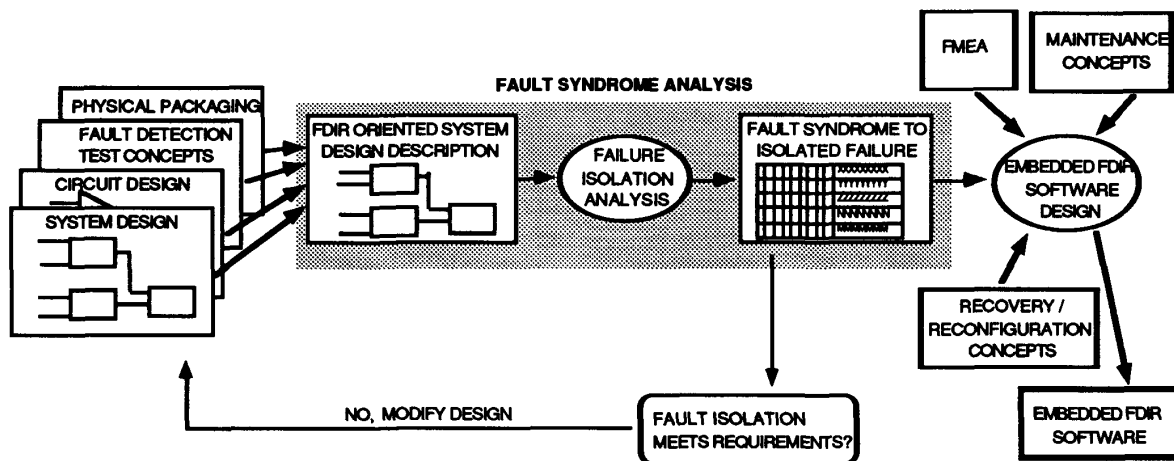 FAULT SYNDROME ANALYSIS
PHYSICAL PACKAGING
FAULT DETECTION
TEST CONCEPTS
CIRCUIT DESIGN
SYSTEM DESIGN
FDIR ORIENTED SYSTEM
DESIGN DESCRIPTION
FAILURE
ISOLATION
ANALYSIS
FAULT SYNDROME TO
ISOLATED FAILURE
FMEA
MAINTENANCE
CONCEPTS
EMBEDDED FDIR
SOFTWARE
DESIGN
RECOVERY /
RECONFIGURATION
CONCEPTS
EMBEDDED FDIR
SOFTWARE
FAULT ISOLATION
MEETS REQUIREMENTS?
NO, MODIFY DESIGN